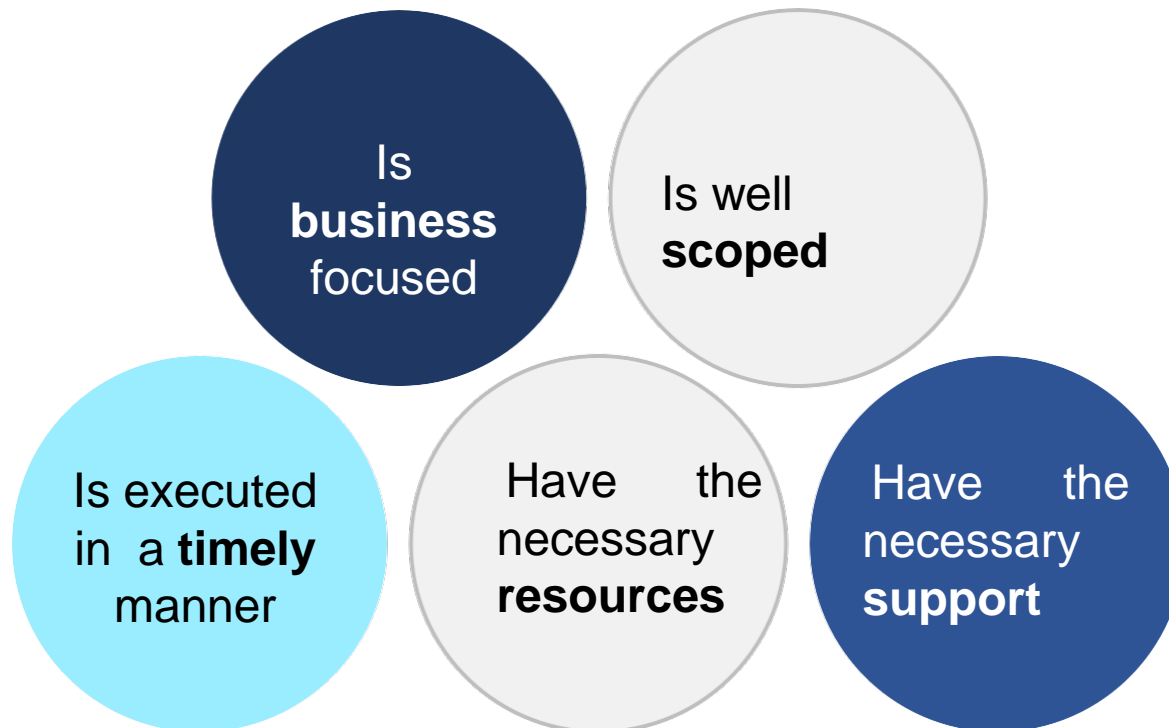 Is
business
focused
Is well
scoped
Is executed
in a timely
manner
Have the
necessary
resources
Have the
necessary
support